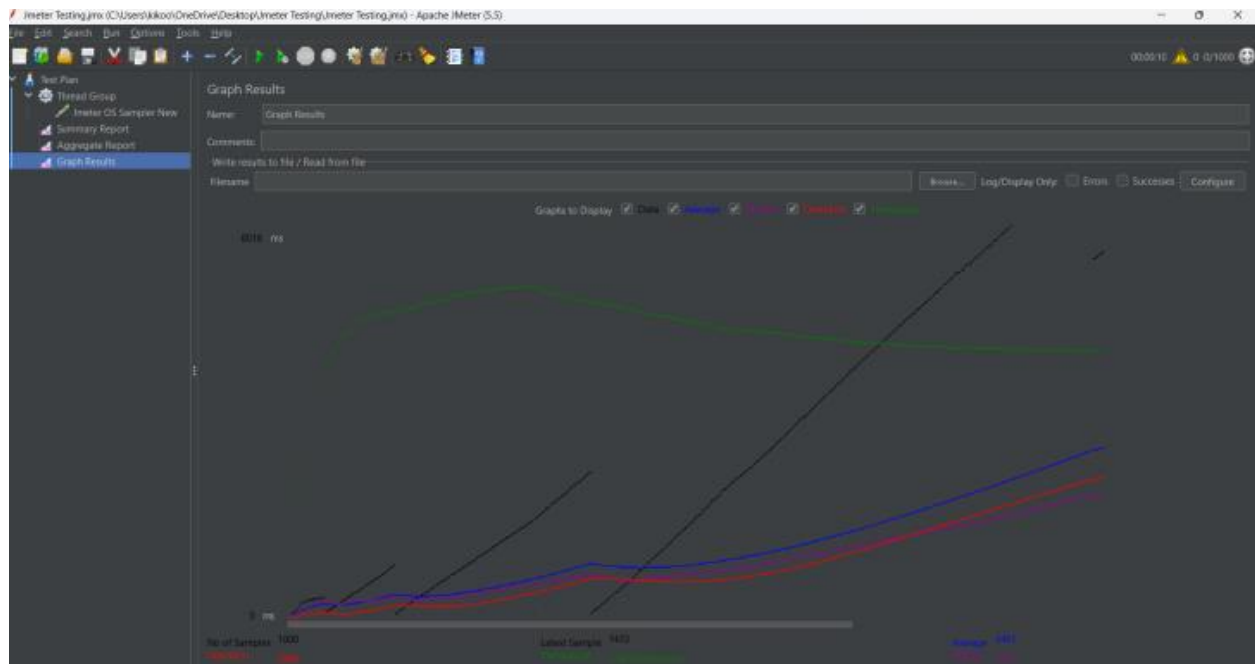 Jmeter Testing.jmx (C:\Users\kikoo\OneDrive\Desktop\Jmeter Testing\Jmeter Testing.jmx) - Apache JMeter (5.5)
File Edit Search Run Options Tools Help
00:00:10 0 0/1000
Test Plan
Thread Group
Jmeter OS Sampler New
Summary Report
Aggregate Report
Graph Results
Graph Results
Name: Graph Results
Comments:
Write results to file / Read from file
Filename Browse... Log/Display Only: Errors Successes Configure
Graphs to Display Data Average Median Deviation Throughput
ms
0 ms
No of Samples 1000 Latest Sample Average